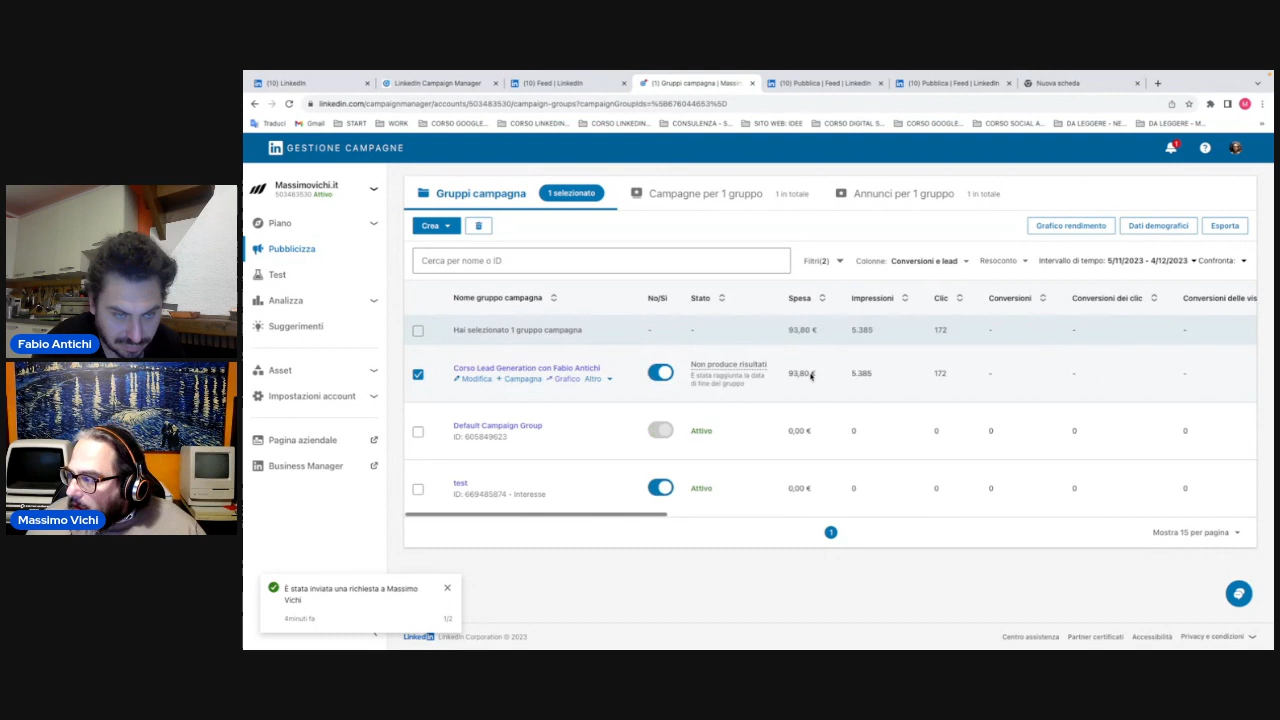 (10) LinkedIn
LinkedIn Campaign Manager
(10) Feed | LinkedIn
(1) Gruppi campagna | Massim
(10) Pubblica | Feed | LinkedIn
(10) Pubblica | Feed | LinkedIn
Nuova scheda
linkedin.com/campaignmanager/accounts/503483530/campaign-groups?campaignGroupIds=%5B676044653%5D
Traduci
Gmail
START
WORK
CORSO GOOGLE...
CORSO LINKEDIN...
CORSO LINKEDIN...
CONSULENZA - S...
SITO WEB: IDEE
CORSO DIGITAL S...
CORSO GOOGLE...
CORSO SOCIAL A...
DA LEGGERE - NE...
DA LEGGERE - M...
in GESTIONE CAMPAGNE
Massimovichi.it
503483530 Attivo
Piano
Pubblicizza
Test
Analizza
Suggerimenti
Asset
Impostazioni account
Pagina aziendale
Business Manager
Gruppi campagna 1 selezionato
Campagne per 1 gruppo 1 in totale
Annunci per 1 gruppo 1 in totale
Crea
Grafico rendimento
Dati demografici
Esporta
Cerca per nome o ID
Filtri(2)
Colonne: Conversioni e lead
Resoconto
Intervallo di tempo: 5/11/2023 - 4/12/2023
Confronta:
Nome gruppo campagna No/Sì Stato Spesa Impressioni Clic Conversioni Conversioni dei clic Conversioni delle vis
Hai selezionato 1 gruppo campagna - - 93,80 € 5.385 172 - - -
Corso Lead Generation con Fabio Antichi
Modifica + Campagna Grafico Altro
Non produce risultati
È stata raggiunta la data
di fine del gruppo
93,80 € 5.385 172 - - -
Default Campaign Group
ID: 605849623
Attivo 0,00 € 0 0 0 0 0
test
ID: 669485874 • Interesse
Attivo 0,00 € 0 0 0 0 0
1
Mostra 15 per pagina
È stata inviata una richiesta a Massimo
Vichi
4minuti fa
1/2
LinkedIn LinkedIn Corporation © 2023
Centro assistenza
Partner certificati
Accessibilità
Privacy e condizioni
Fabio Antichi
Massimo Vichi